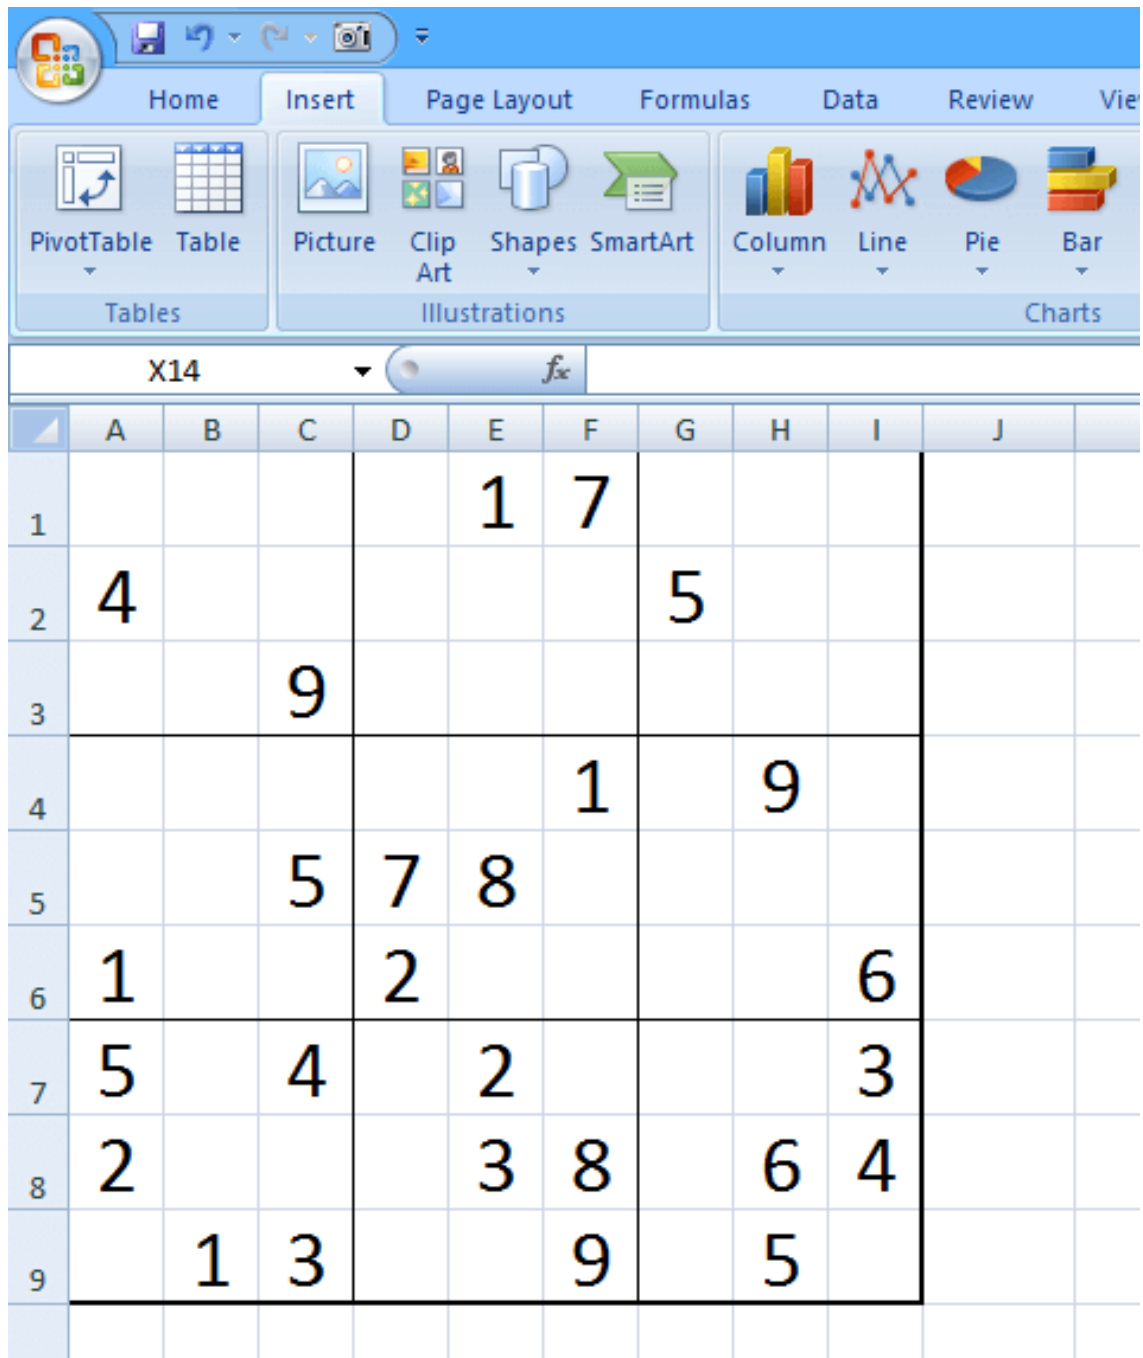 Home Insert Page Layout Formulas Data Review Vie
PivotTable Table Picture Clip Art Shapes SmartArt Column Line Pie Bar
Tables Illustrations Charts
X14 fx
A B C D E F G H I J
1 1 7
2 4 5
3 9
4 1 9
5 5 7 8
6 1 2 6
7 5 4 2 3
8 2 3 8 6 4
9 1 3 9 5